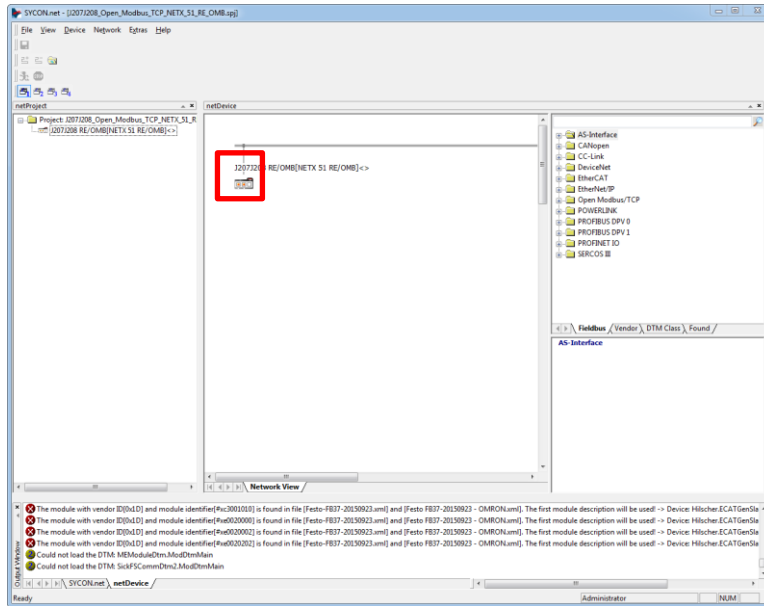 SYCON.net - [J207J208_Open_Modbus_TCP_NETX_51_RE_OMB.spj]
File View Device Network Extras Help
netProject
netDevice
Project: J207J208_Open_Modbus_TCP_NETX_51_R
J207J208 RE/OMB[NETX 51 RE/OMB]<>
J207J208 RE/OMB[NETX 51 RE/OMB]<>
AS-Interface
CANopen
CC-Link
DeviceNet
EtherCAT
EtherNet/IP
Open Modbus/TCP
POWERLINK
PROFIBUS DPV0
PROFIBUS DPV1
PROFINET IO
SERCOS III
Fieldbus Vendor DTM Class Found
AS-Interface
Network View
The module with vendor ID[0x1D] and module identifier[#xc3001010] is found in file [Festo-FB37-20150923.xml] and [Festo FB37-20150923 - OMRON.xml]. The first module description will be used! -> Device: Hilscher.ECATGenSla
The module with vendor ID[0x1D] and module identifier[#xe0020000] is found in file [Festo-FB37-20150923.xml] and [Festo FB37-20150923 - OMRON.xml]. The first module description will be used! -> Device: Hilscher.ECATGenSla
The module with vendor ID[0x1D] and module identifier[#xe0020002] is found in file [Festo-FB37-20150923.xml] and [Festo FB37-20150923 - OMRON.xml]. The first module description will be used! -> Device: Hilscher.ECATGenSla
The module with vendor ID[0x1D] and module identifier[#xe0020202] is found in file [Festo-FB37-20150923.xml] and [Festo FB37-20150923 - OMRON.xml]. The first module description will be used! -> Device: Hilscher.ECATGenSla
Could not load the DTM: MEModuleDtm.ModDtmMain
Could not load the DTM: SickFSCommDtm2.ModDtmMain
Output Window
SYCON.net netDevice
Ready
Administrator
NUM